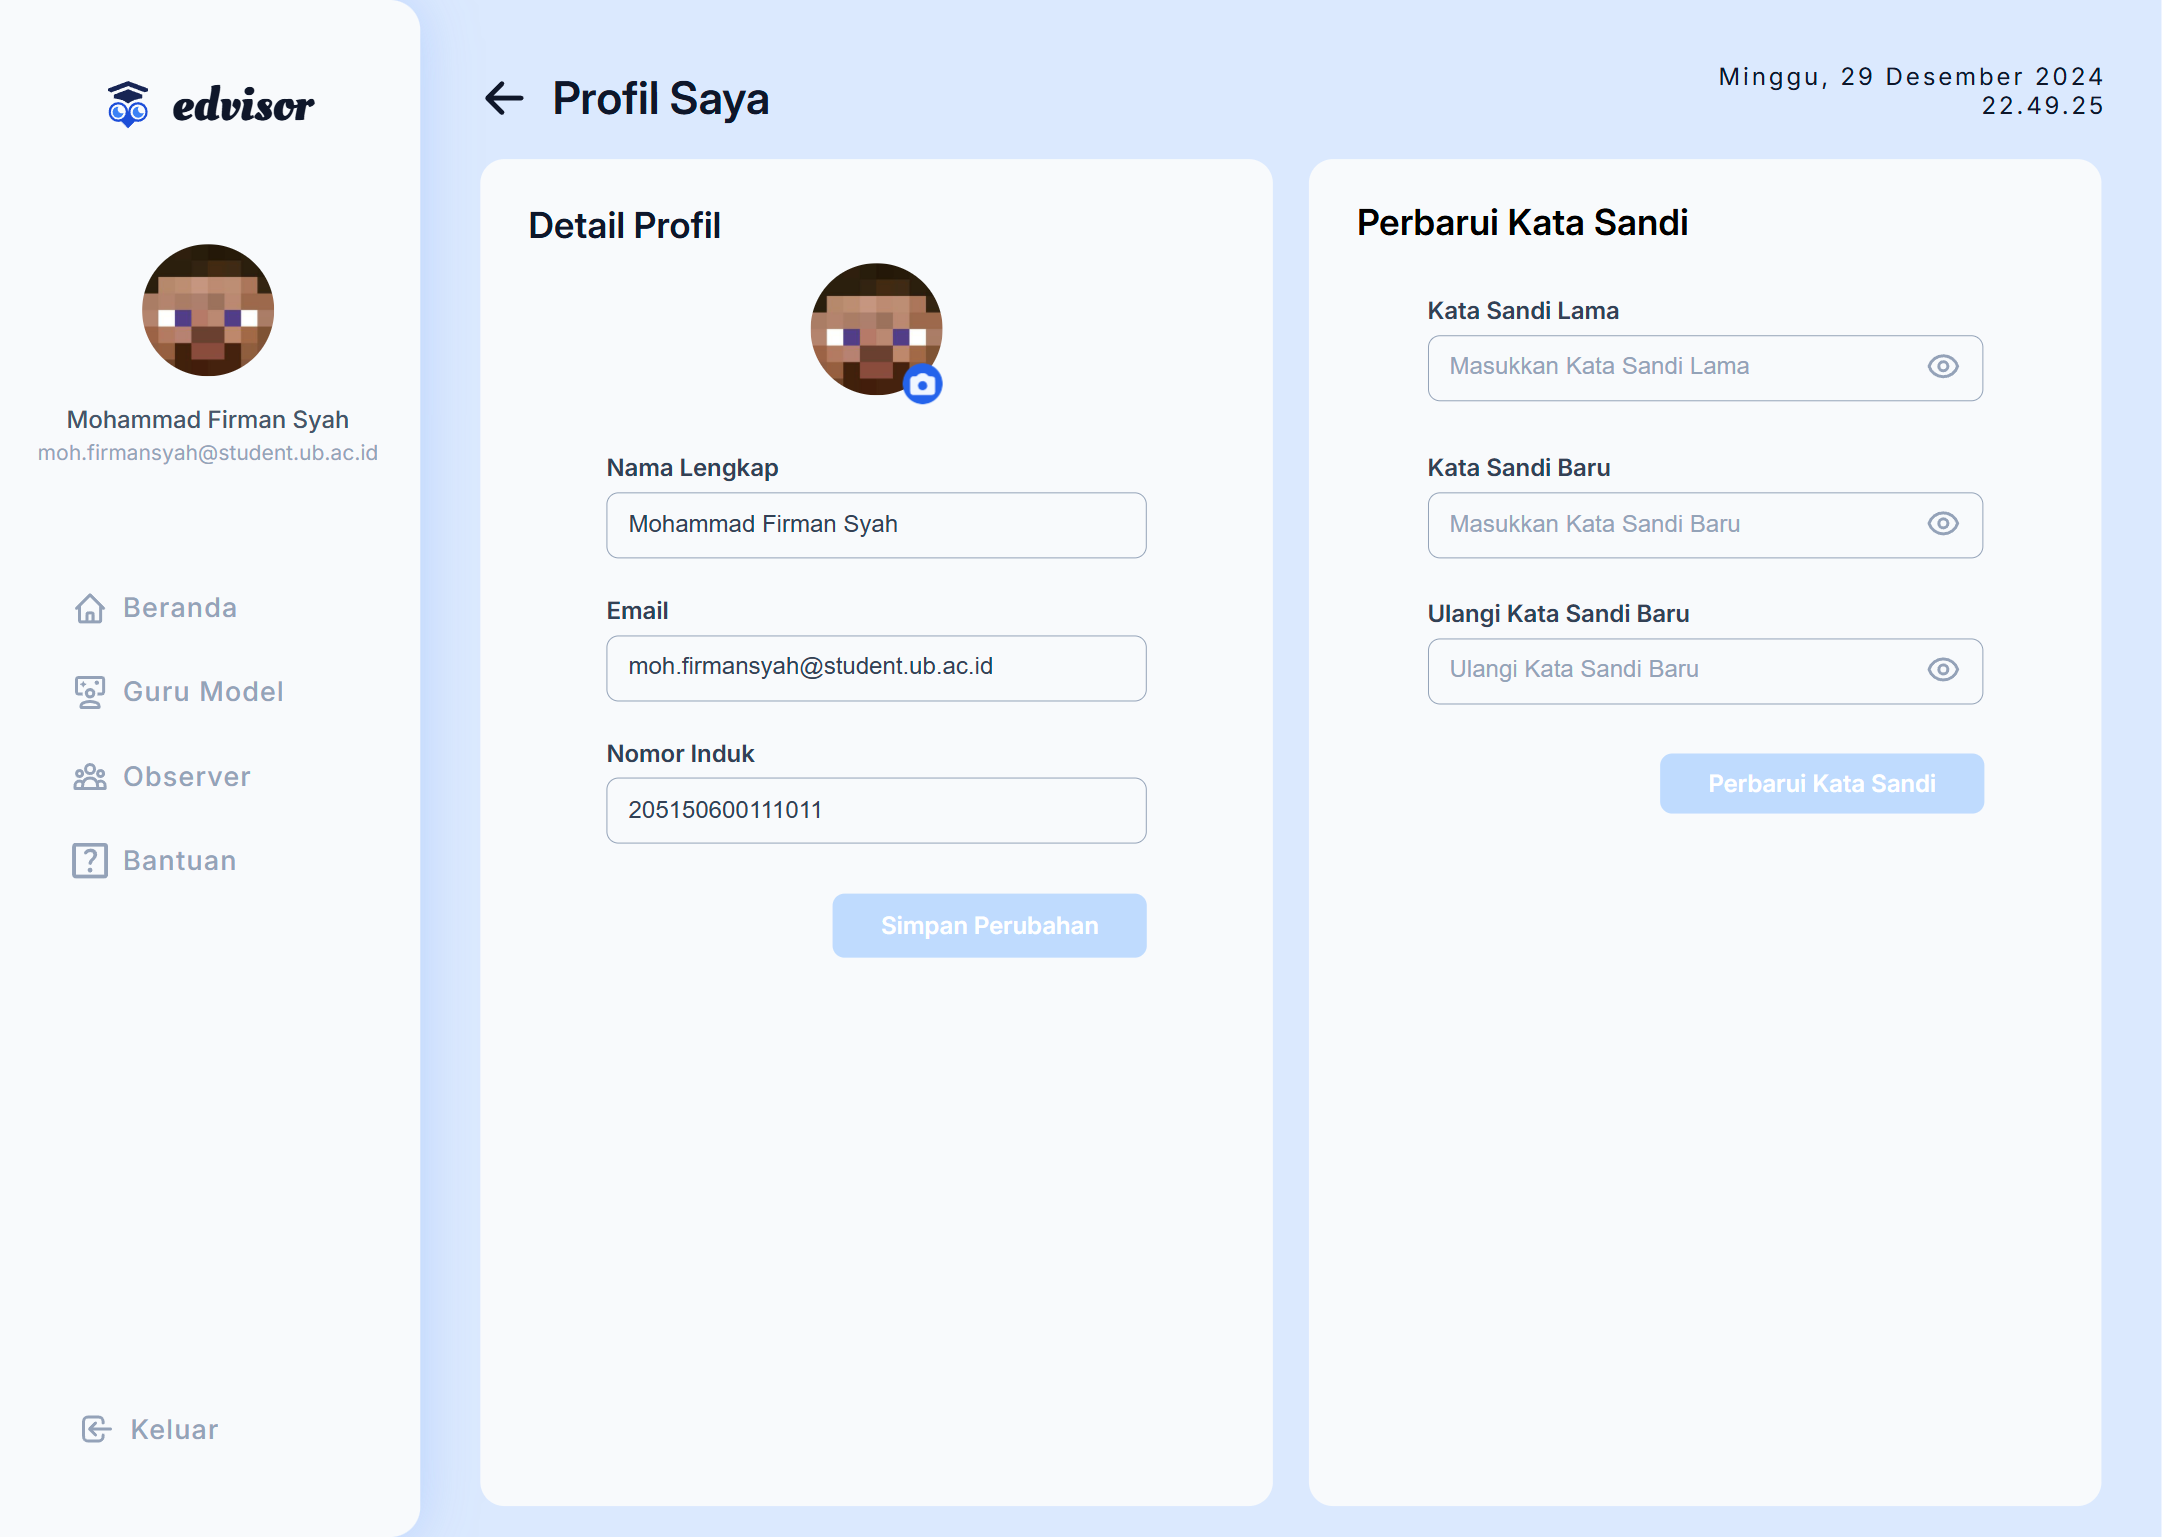 edvisor
Mohammad Firman Syah
moh.firmansyah@student.ub.ac.id
Beranda
Guru Model
Observer
Bantuan
Keluar
Profil Saya
Minggu, 29 Desember 2024
22.49.25
Detail Profil
Nama Lengkap
Mohammad Firman Syah
Email
moh.firmansyah@student.ub.ac.id
Nomor Induk
205150600111011
Simpan Perubahan
Perbarui Kata Sandi
Kata Sandi Lama
Masukkan Kata Sandi Lama
Kata Sandi Baru
Masukkan Kata Sandi Baru
Ulangi Kata Sandi Baru
Ulangi Kata Sandi Baru
Perbarui Kata Sandi